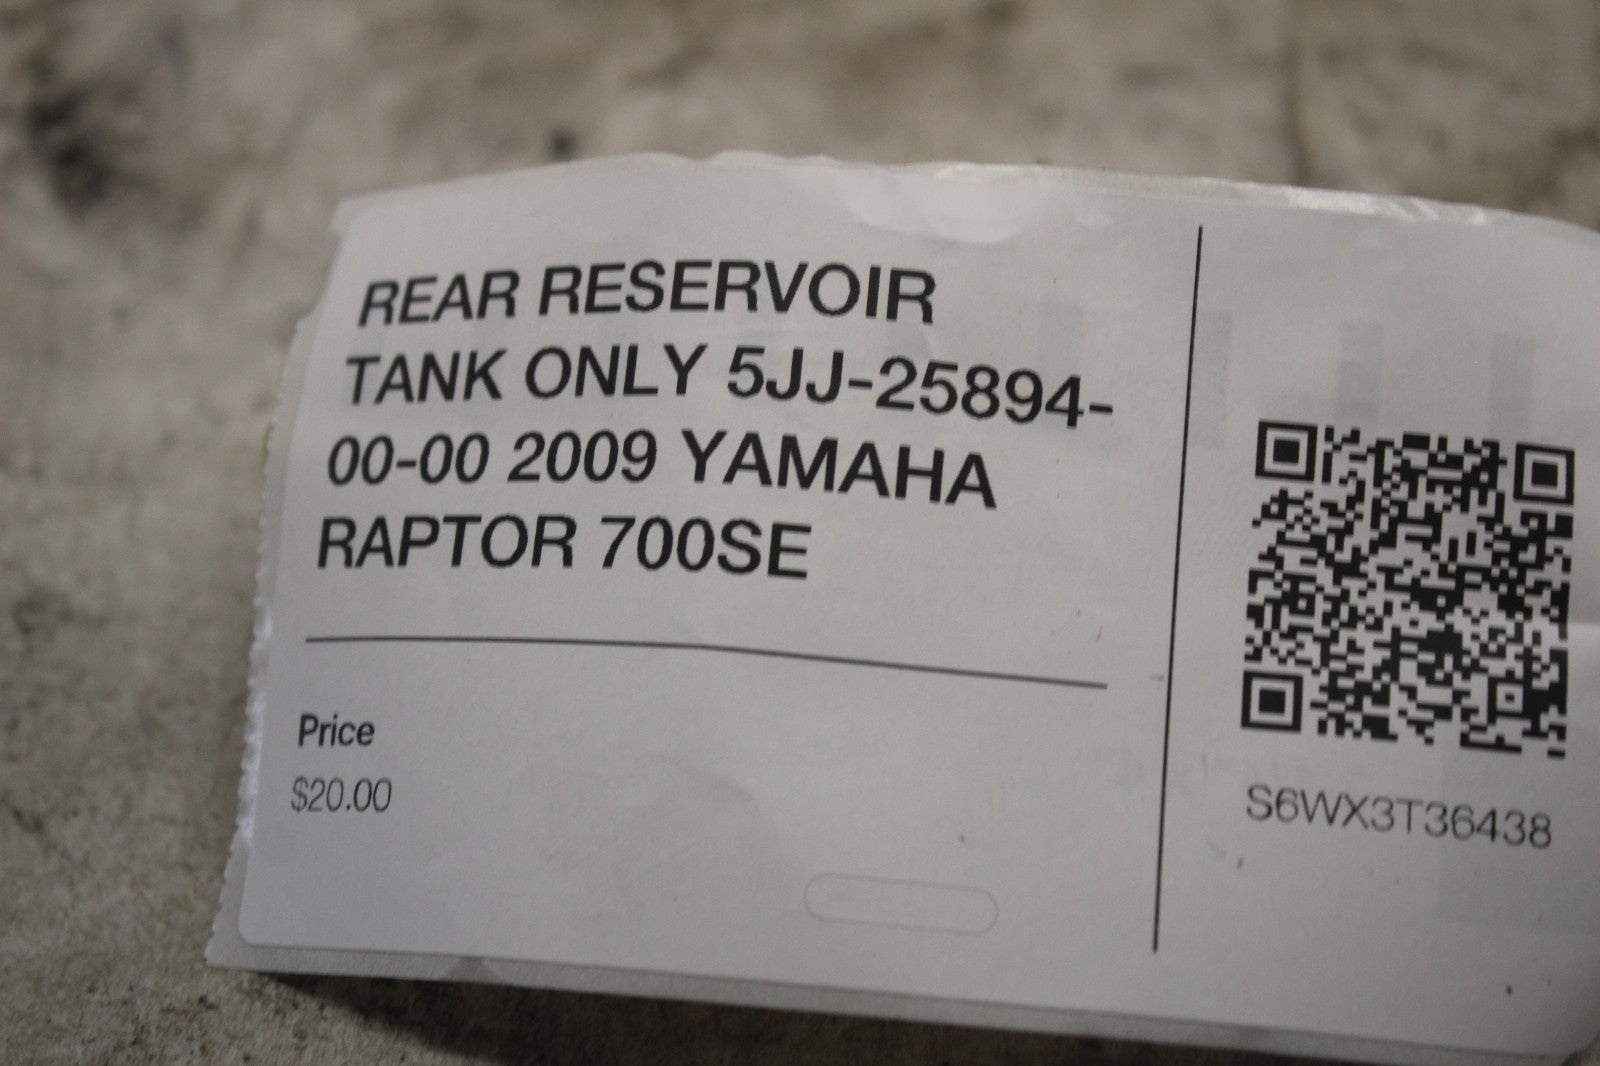 REAR RESERVOIR
TANK ONLY 5JJ-25894-
00-00 2009 YAMAHA
RAPTOR 700SE
Price
$20.00
S6WX3T36438